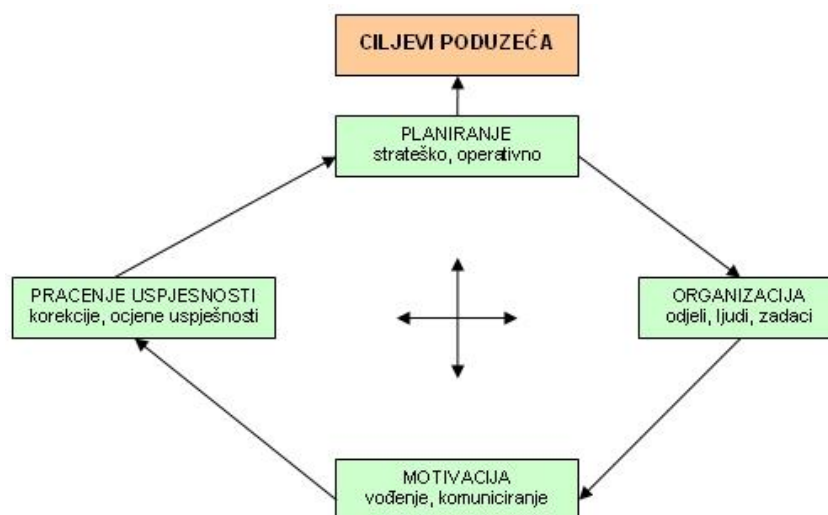 CILJEVI PODUZEĆA
PLANIRANJE
strateško, operativno
PRACENJE USPJESNOSTI
korekcije, ocjene uspješnosti
ORGANIZACIJA
odjeli, ljudi, zadaci
MOTIVACIJA
vođenje, komuniciranje